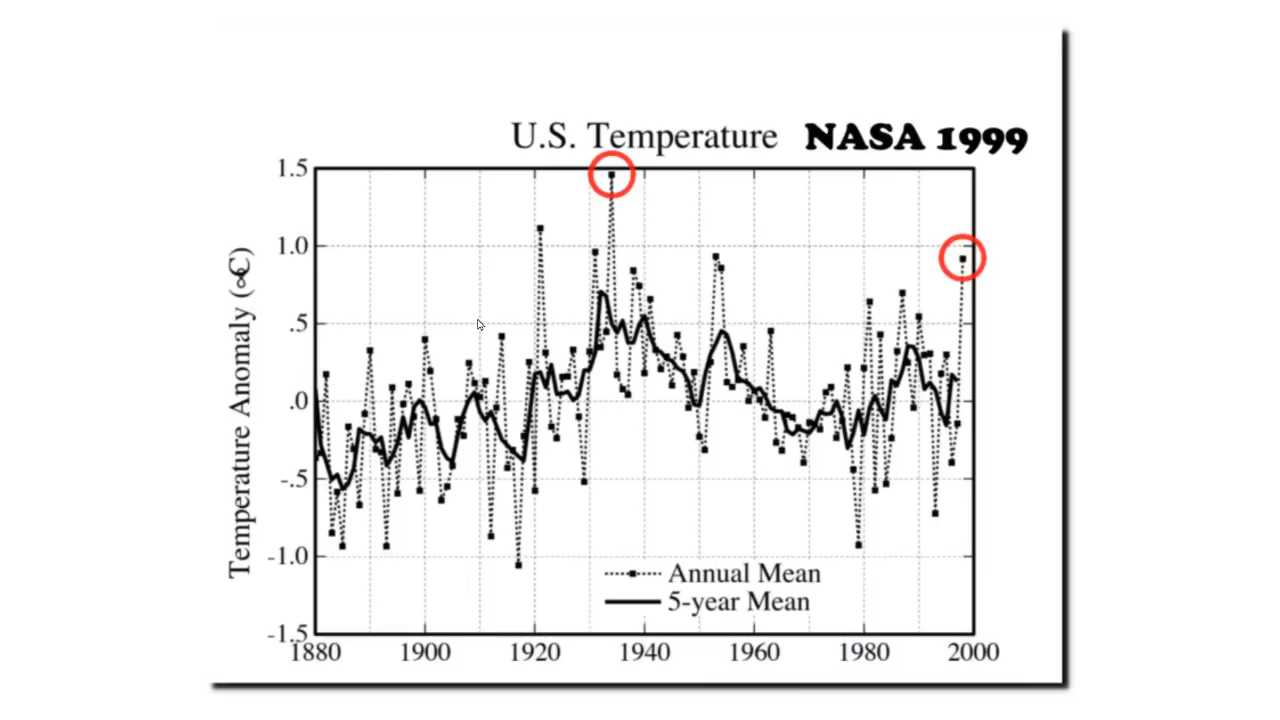 U.S. Temperature NASA 1999
1.5
1.0
.5
.0
-.5
-1.0
-1.5
Temperature Anomaly (°C)
Annual Mean
5-year Mean
1880 1900 1920 1940 1960 1980 2000